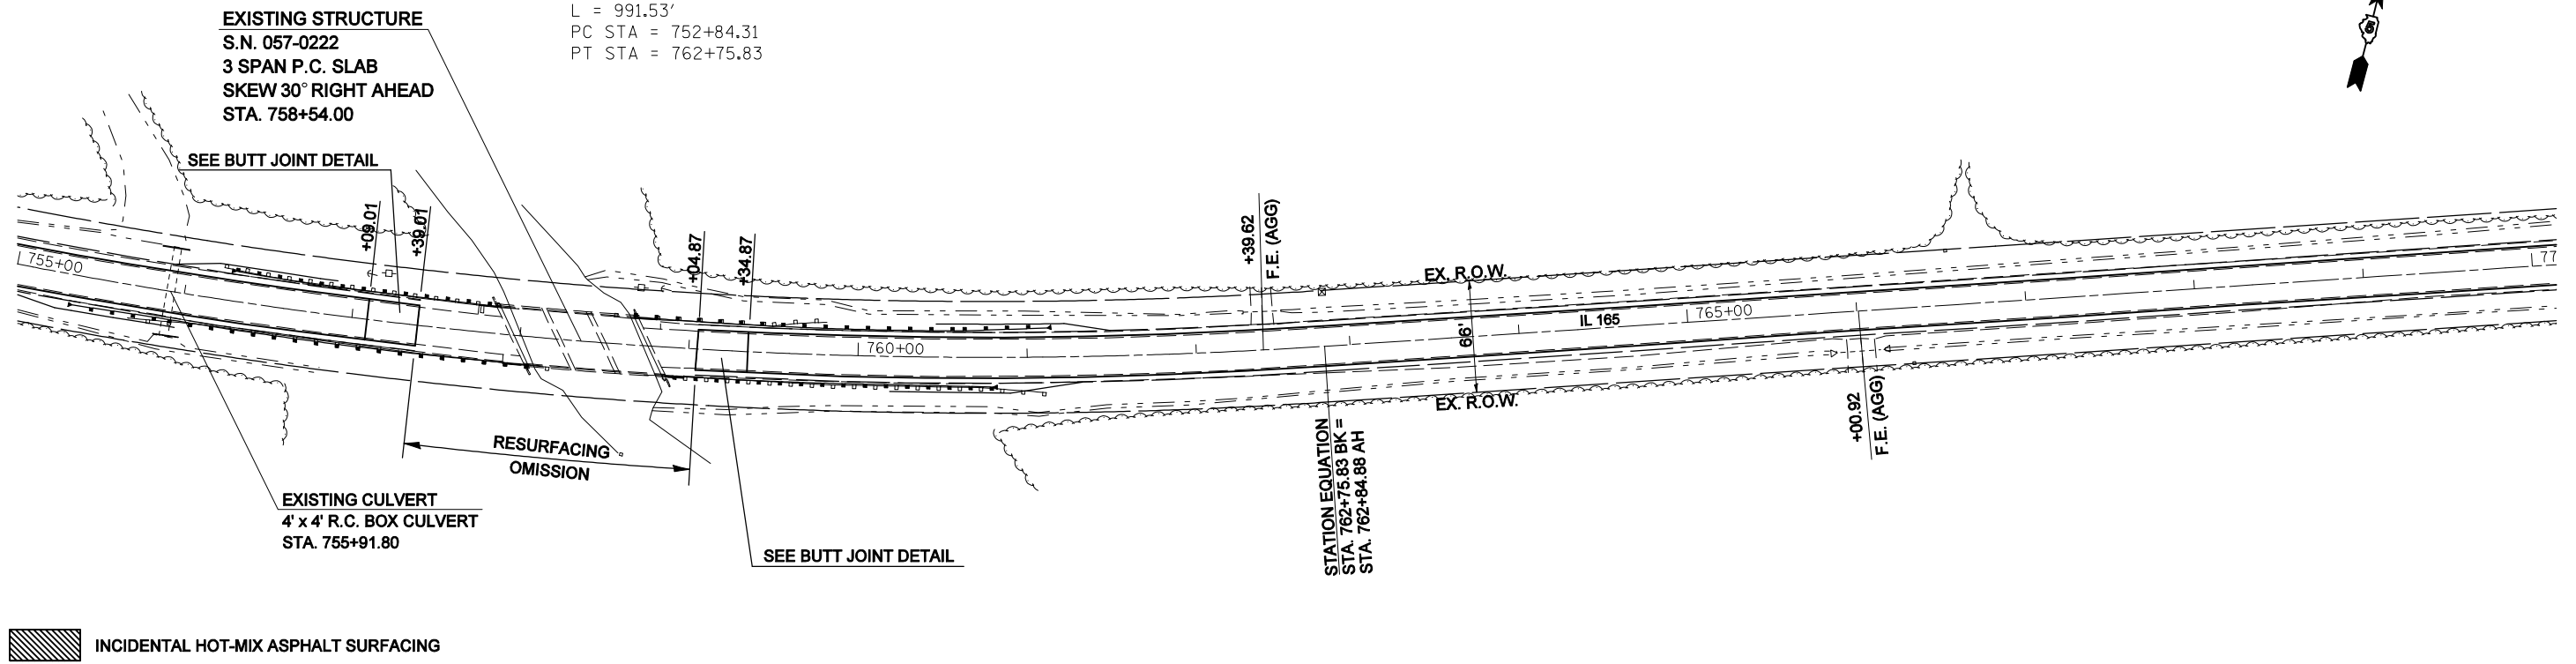 L = 991.53'
PC STA = 752+84.31
PT STA = 762+75.83
EXISTING STRUCTURE
S.N. 057-0222
3 SPAN P.C. SLAB
SKEW 30° RIGHT AHEAD
STA. 758+54.00
SEE BUTT JOINT DETAIL
+09.01
+39.01
+04.87
+34.87
+39.62
F.E. (AGG)
EX. R.O.W.
755+00
760+00
66'
IL 165
765+00
77
EX. R.O.W.
+00.92
F.E. (AGG)
RESURFACING
OMISSION
STATION EQUATION
STA. 762+75.83 BK =
STA. 762+84.88 AH
EXISTING CULVERT
4' x 4' R.C. BOX CULVERT
STA. 755+91.80
SEE BUTT JOINT DETAIL
INCIDENTAL HOT-MIX ASPHALT SURFACING